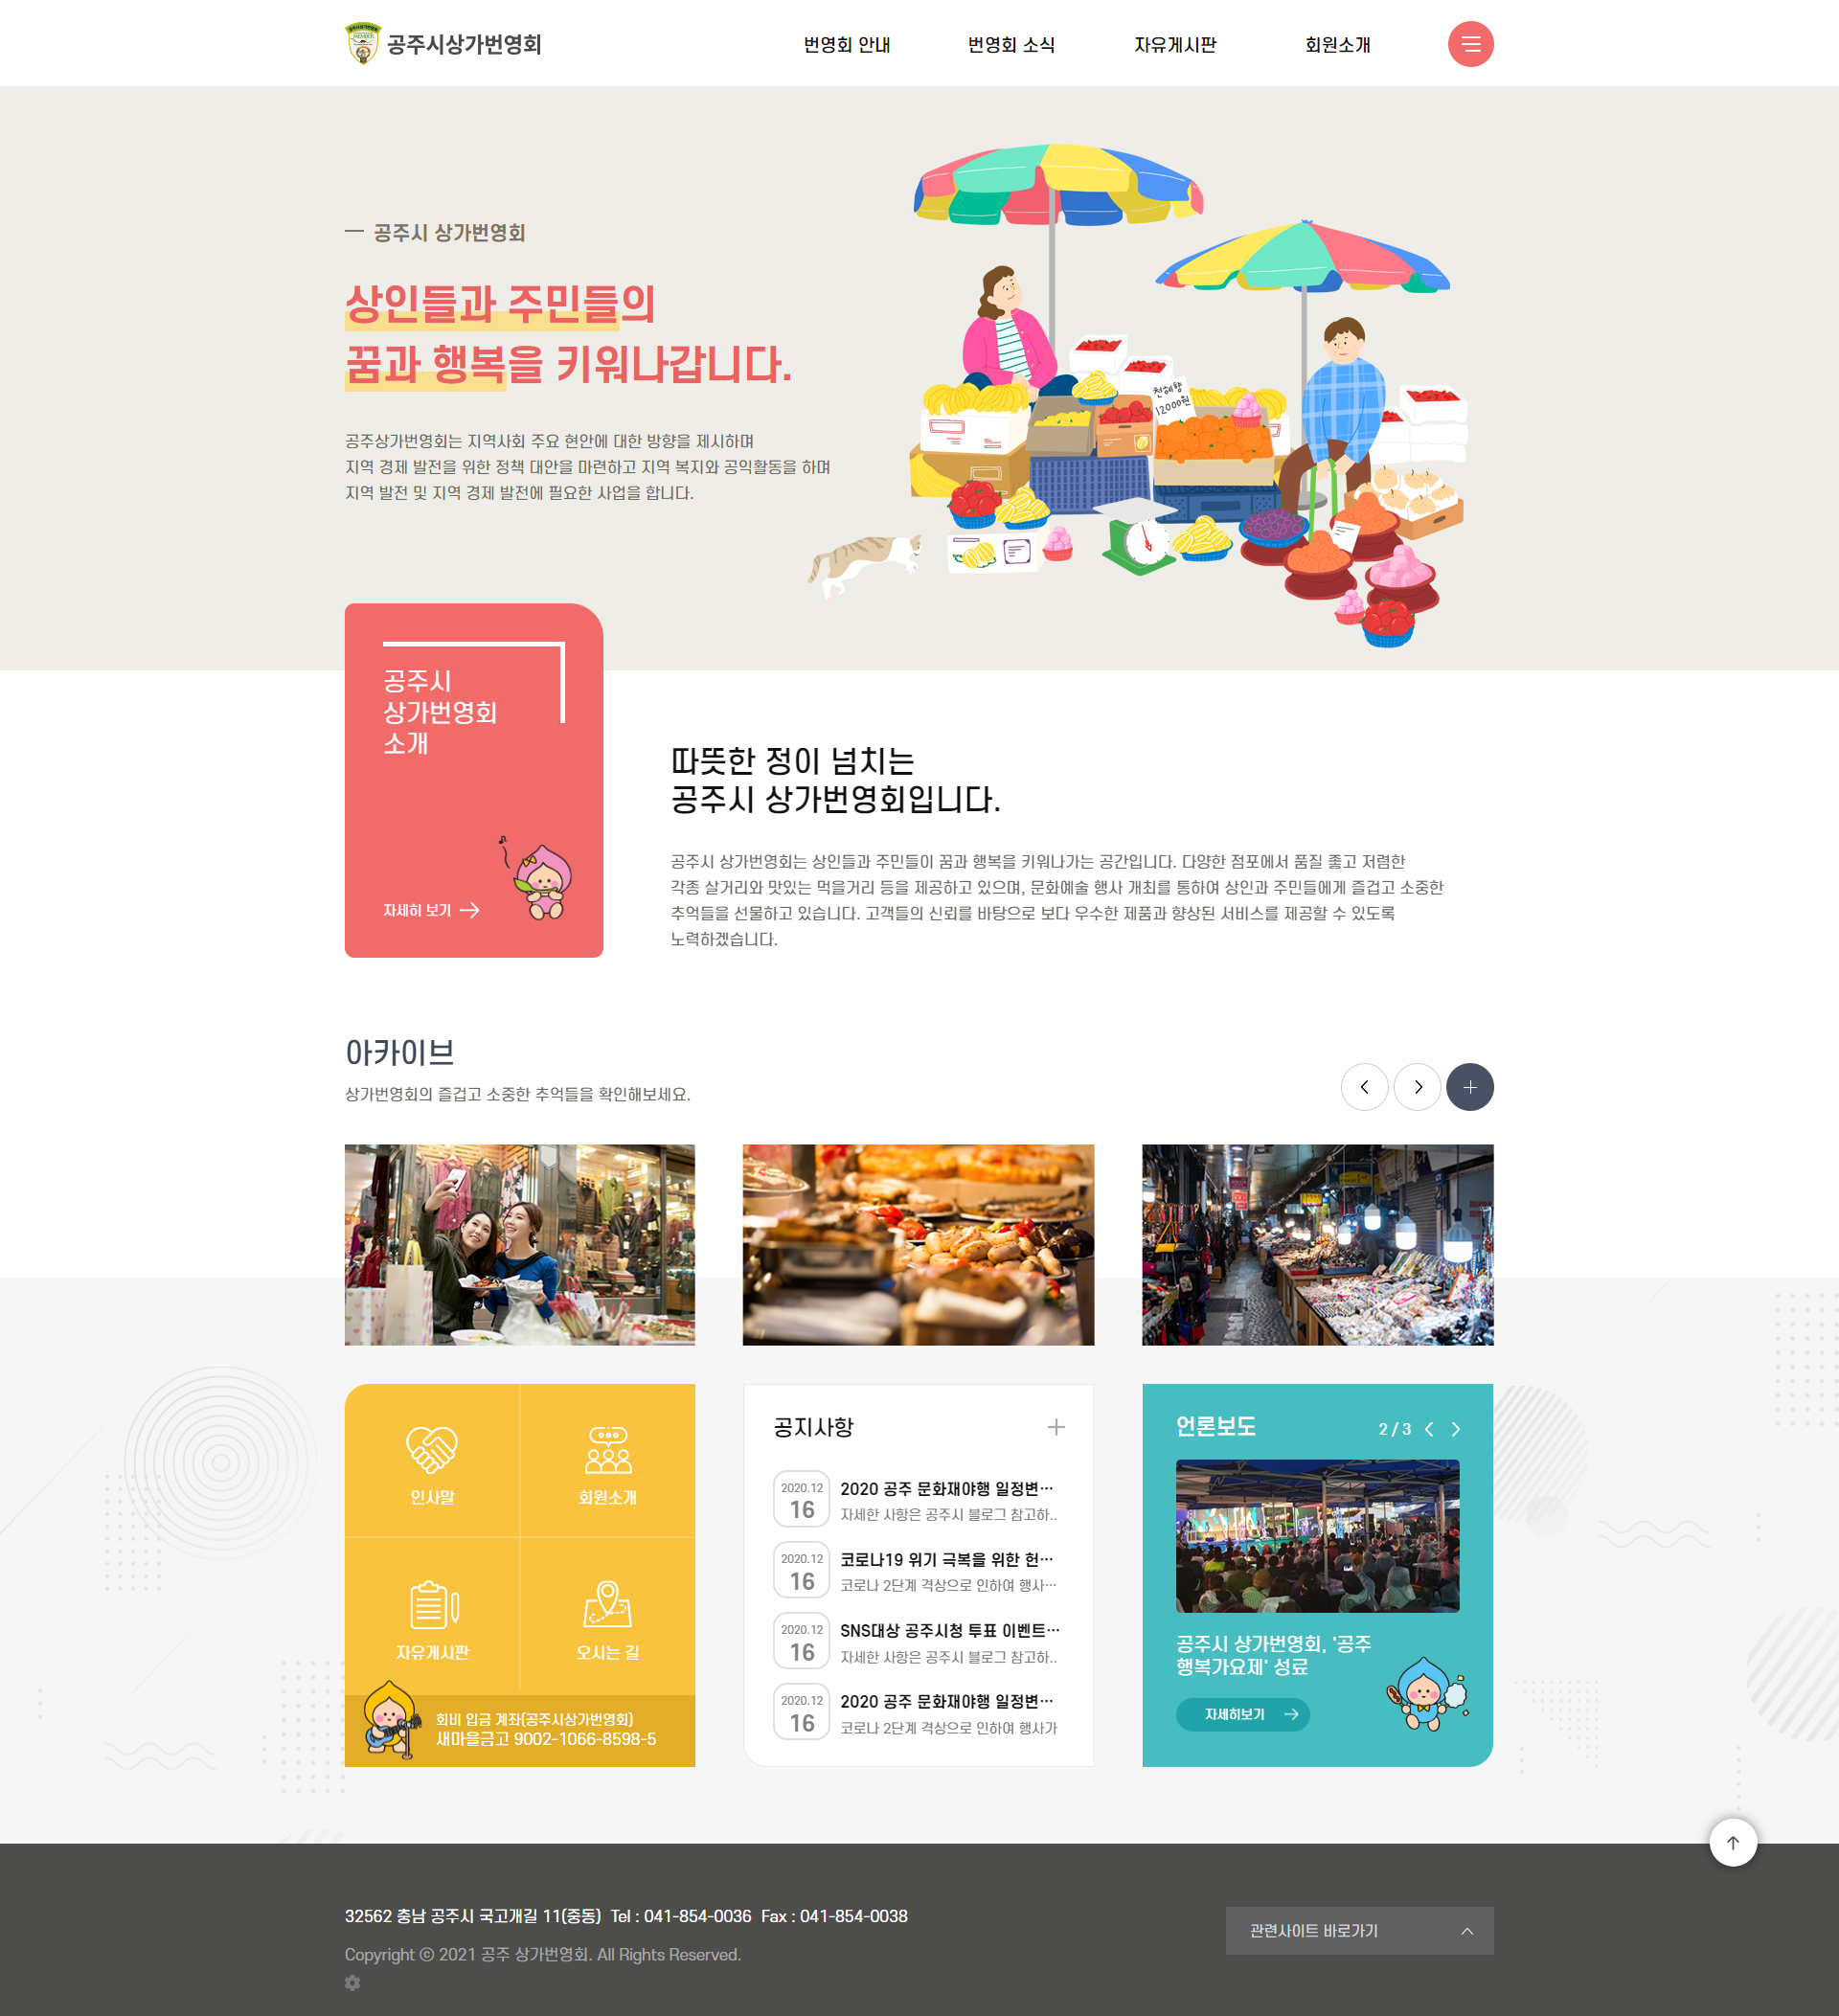 공주시상가번영회
번영회 안내
번영회 소식
자유게시판
회원소개
공주시 상가번영회
상인들과 주민들의
꿈과 행복을 키워나갑니다.
공주상가번영회는 지역사회 주요 현안에 대한 방향을 제시하며
지역 경제 발전을 위한 정책 대안을 마련하고 지역 복지와 공익활동을 하며
지역 발전 및 지역 경제 발전에 필요한 사업을 합니다.
천혜향
12000원
공주시
상가번영회
소개
자세히 보기
따뜻한 정이 넘치는
공주시 상가번영회입니다.
공주시 상가번영회는 상인들과 주민들이 꿈과 행복을 키워나가는 공간입니다. 다양한 점포에서 품질 좋고 저렴한
각종 살거리와 맛있는 먹을거리 등을 제공하고 있으며, 문화예술 행사 개최를 통하여 상인과 주민들에게 즐겁고 소중한
추억들을 선물하고 있습니다. 고객들의 신뢰를 바탕으로 보다 우수한 제품과 향상된 서비스를 제공할 수 있도록
노력하겠습니다.
아카이브
상가번영회의 즐겁고 소중한 추억들을 확인해보세요.
인사말
회원소개
자유게시판
오시는 길
회비 입금 계좌(공주시상가번영회)
새마을금고 9002-1066-8598-5
공지사항
2020.12
16
2020 공주 문화재야행 일정변…
자세한 사항은 공주시 블로그 참고하..
2020.12
16
코로나19 위기 극복을 위한 헌…
코로나 2단계 격상으로 인하여 행사…
2020.12
16
SNS대상 공주시청 투표 이벤트…
자세한 사항은 공주시 블로그 참고하..
2020.12
16
2020 공주 문화재야행 일정변…
코로나 2단계 격상으로 인하여 행사가
언론보도
2 / 3
공주시 상가번영회, '공주
행복가요제' 성료
자세히보기
32562 충남 공주시 국고개길 11(중동) Tel : 041-854-0036 Fax : 041-854-0038
Copyright ⓒ 2021 공주 상가번영회. All Rights Reserved.
관련사이트 바로가기